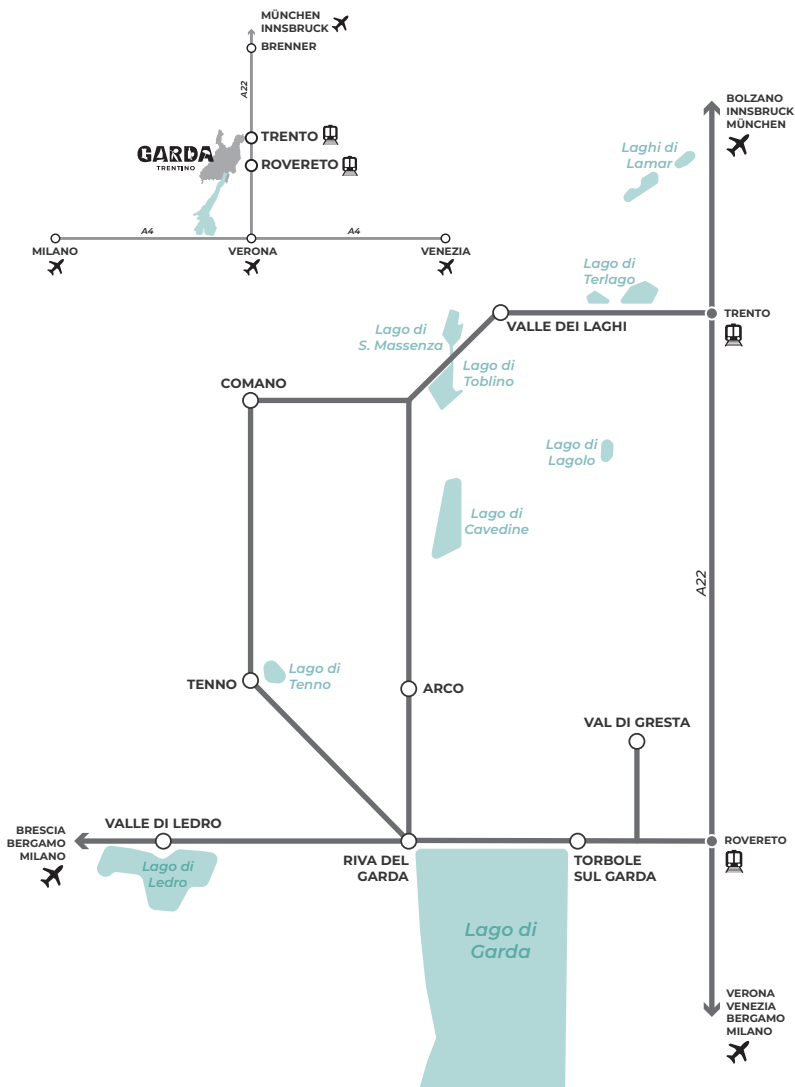 MÜNCHEN
INNSBRUCK
BRENNER
A22
TRENTO
GARDA
TRENTINO
ROVERETO
A4
A4
MILANO
VERONA
VENEZIA
BOLZANO
INNSBRUCK
MÜNCHEN
Laghi di
Lamar
Lago di
Terlago
TRENTO
VALLE DEI LAGHI
Lago di
S. Massenza
Lago di
Toblino
COMANO
Lago di
Lagolo
Lago di
Cavedine
A22
Lago di
Tenno
TENNO
ARCO
VAL DI GRESTA
VALLE DI LEDRO
BRESCIA
BERGAMO
MILANO
Lago di
Ledro
RIVA DEL
GARDA
TORBOLE
SUL GARDA
ROVERETO
Lago di
Garda
VERONA
VENEZIA
BERGAMO
MILANO